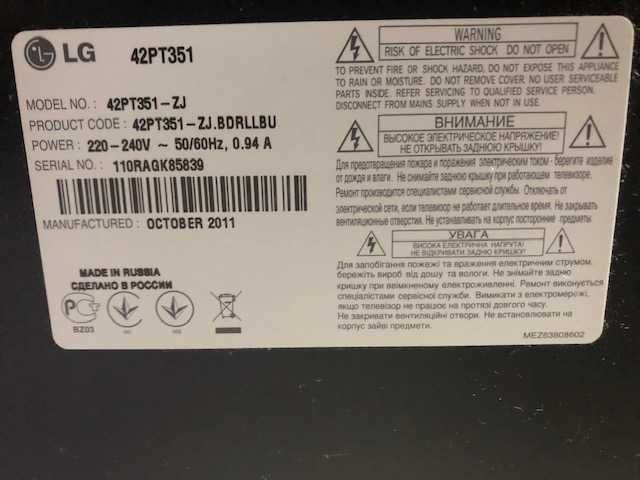 LG 42PT351
MODEL NO. : 42PT351-ZJ
PRODUCT CODE : 42PT351-ZJ.BDRLLBU
POWER : 220-240V ~ 50/60Hz, 0.94 A
SERIAL NO. : 110RAGK85839
MANUFACTURED : OCTOBER 2011
MADE IN RUSSIA
СДЕЛАНО В РОССИИ
BZ03
WARNING
RISK OF ELECTRIC SHOCK DO NOT OPEN
TO PREVENT FIRE OR SHOCK HAZARD, DO NOT EXPOSE THIS APPLIANCE
TO RAIN OR MOISTURE. DO NOT REMOVE COVER. NO USER SERVICEABLE
PARTS INSIDE. REFER SERVICING TO QUALIFIED SERVICE PERSON.
DISCONNECT FROM MAINS SUPPLY WHEN NOT IN USE.
ВНИМАНИЕ
ВЫСОКОЕ ЭЛЕКТРИЧЕСКОЕ НАПРЯЖЕНИЕ!
НЕ ОТКРЫВАТЬ ЗАДНЮЮ КРЫШКУ!
Для предотвращения пожара и поражения электрическим током - берегите изделие
от дождя и влаги. Не снимайте заднюю крышку при работающем телевизоре.
Ремонт производится специалистами сервисной службы. Отключать от
электрической сети, если телевизор не работает длительное время. Не закрывать
вентиляционные отверстия. Не устанавливать на корпус посторонние предметы.
УВАГА
ВИСОКА ЕЛЕКТРИЧНА НАПРУГА!
НЕ ВІДКРИВАТИ ЗАДНЮ КРИШКУ!
Для запобігання пожежі та враження електричним струмом.
бережіть виріб від дошу та вологи. Не знімайте задню
кришку при ввімкненому електроживленні. Ремонт виконується
спеціалістами сервісної служби. Вимикати з електромережі,
якщо телевізор не працює на протязі довгого часу.
Не закривати вентиляційні отвори. Не встановлювати на
корпус зайві предмети.
MEZ63808602